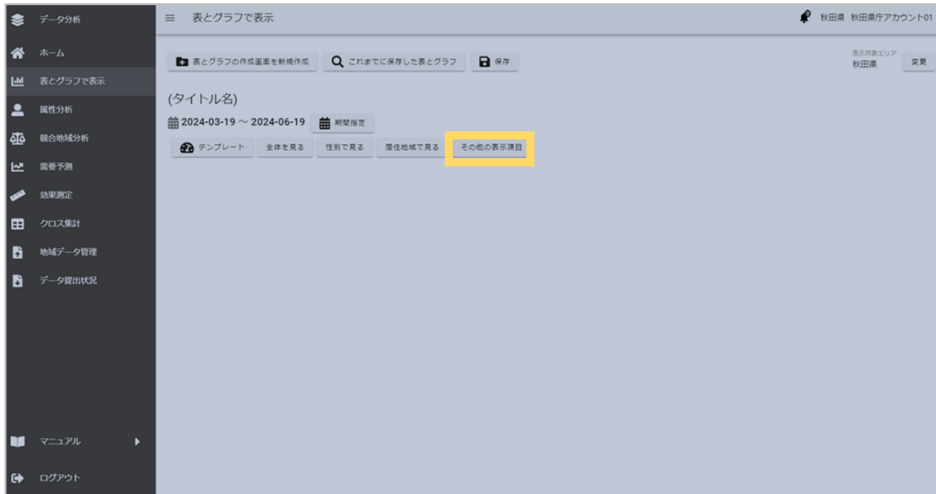 データ分析
ホーム
表とグラフで表示
属性分析
競合地域分析
需要予測
効果測定
クロス集計
地域データ管理
データ提出状況
マニュアル
ログアウト
表とグラフで表示
秋田県 秋田県庁アカウント01
表とグラフの作成画面を新規作成 これまでに保存した表とグラフ 保存
表示対象エリア
秋田県 変更
(タイトル名)
2024-03-19 ～ 2024-06-19 期間指定
テンプレート 全体を見る 性別で見る 居住地域で見る その他の表示項目